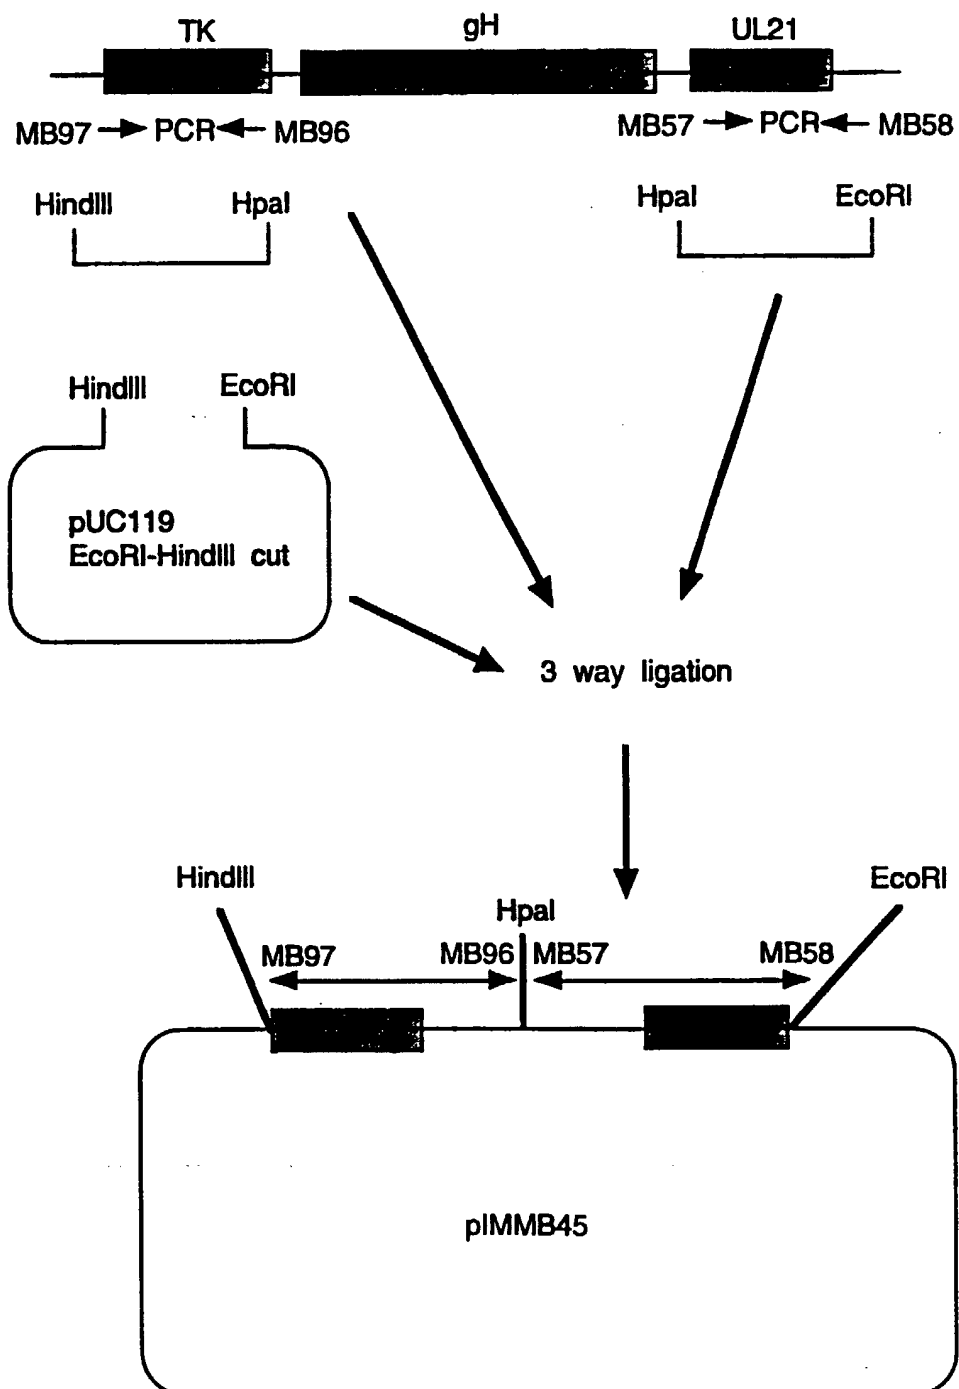 TK gH UL21
MB97 PCR MB96 MB57 PCR MB58
HindIII HpaI HpaI EcoRI
HindIII EcoRI
pUC119
EcoRI-HindIII cut
3 way ligation
HindIII EcoRI
HpaI
MB97 MB96 MB57 MB58
pIMMB45